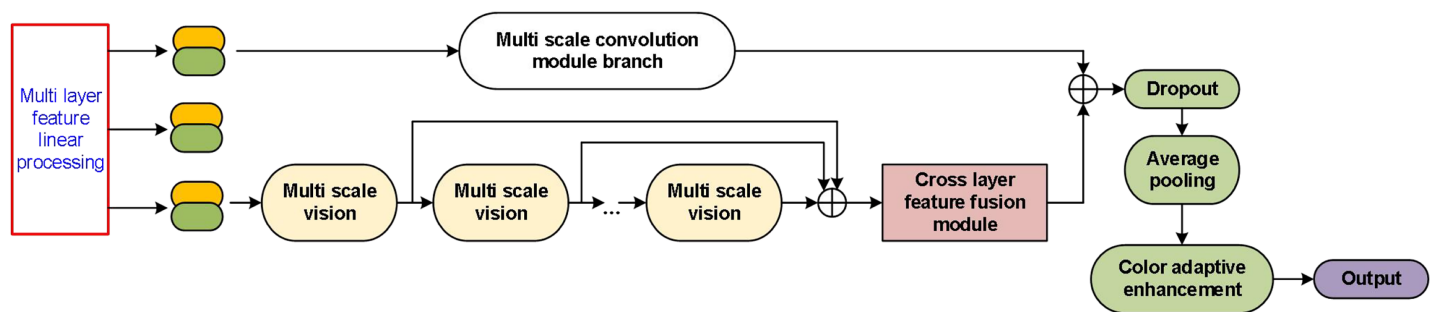 Multi layer
feature
linear
processing
Multi scale convolution
module branch
Multi scale
vision
Multi scale
vision
...
Multi scale
vision
Cross layer
feature fusion
module
Dropout
Average
pooling
Color adaptive
enhancement
Output